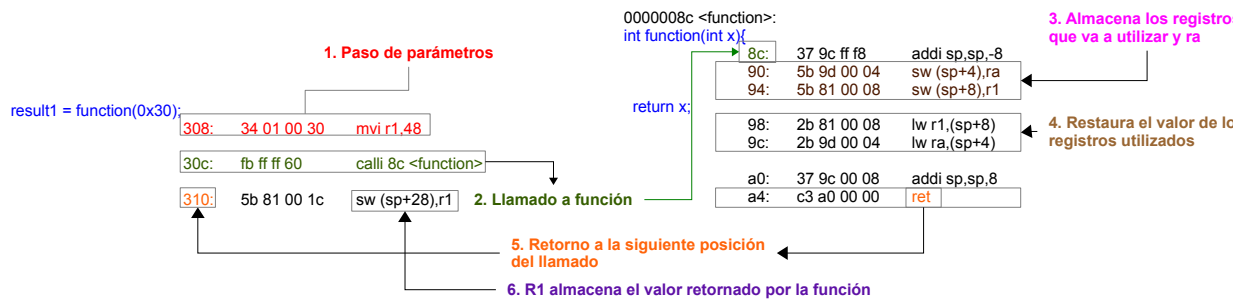 0000008c <function>:
int function(int x){
3. Almacena los registros
que va a utilizar y ra
1. Paso de parámetros
8c: 37 9c ff f8 addi sp,sp,-8
90: 5b 9d 00 04 sw (sp+4),ra
94: 5b 81 00 08 sw (sp+8),r1
result1 = function(0x30);
return x;
308: 34 01 00 30 mvi r1,48
98: 2b 81 00 08 lw r1,(sp+8)
9c: 2b 9d 00 04 lw ra,(sp+4)
4. Restaura el valor de lo
registros utilizados
30c: fb ff ff 60 calli 8c <function>
a0: 37 9c 00 08 addi sp,sp,8
310: 5b 81 00 1c sw (sp+28),r1
2. Llamado a función
a4: c3 a0 00 00 ret
5. Retorno a la siguiente posición
del llamado
6. R1 almacena el valor retornado por la función